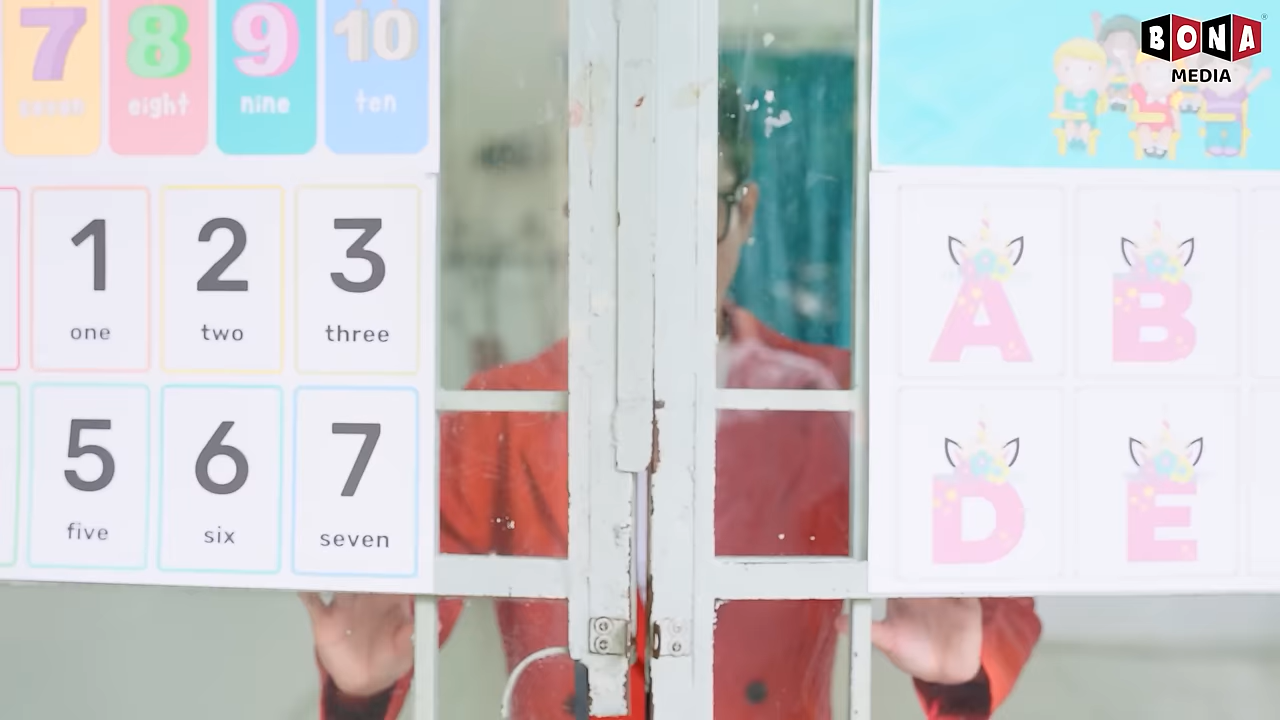 BONA
MEDIA
7 8 9 10
seven eight nine ten
1 2 3
one two three
5 6 7
five six seven
A B
D E